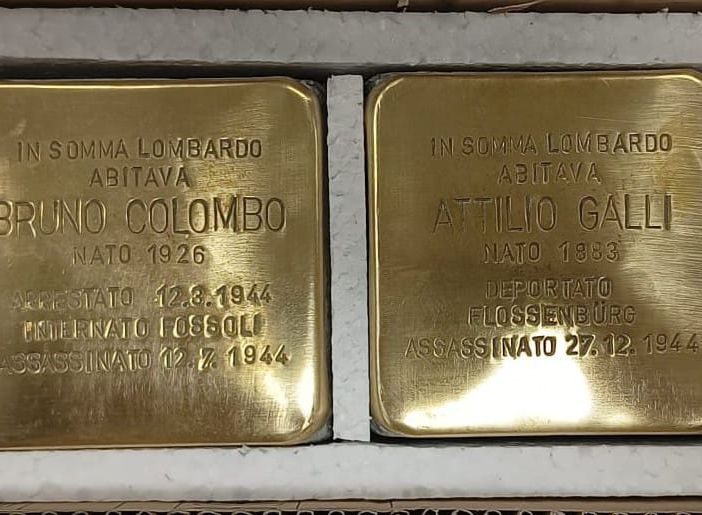 IN SOMMA LOMBARDO
ABITAVA
BRUNO COLOMBO
NATO 1926
ARRESTATO 12.3.1944
INTERNATO FOSSOLI
ASSASSINATO 12.7.1944
IN SOMMA LOMBARDO
ABITAVA
ATTILIO GALLI
NATO 1883
DEPORTATO
FLOSSENBÜRG
ASSASSINATO 27.12.1944